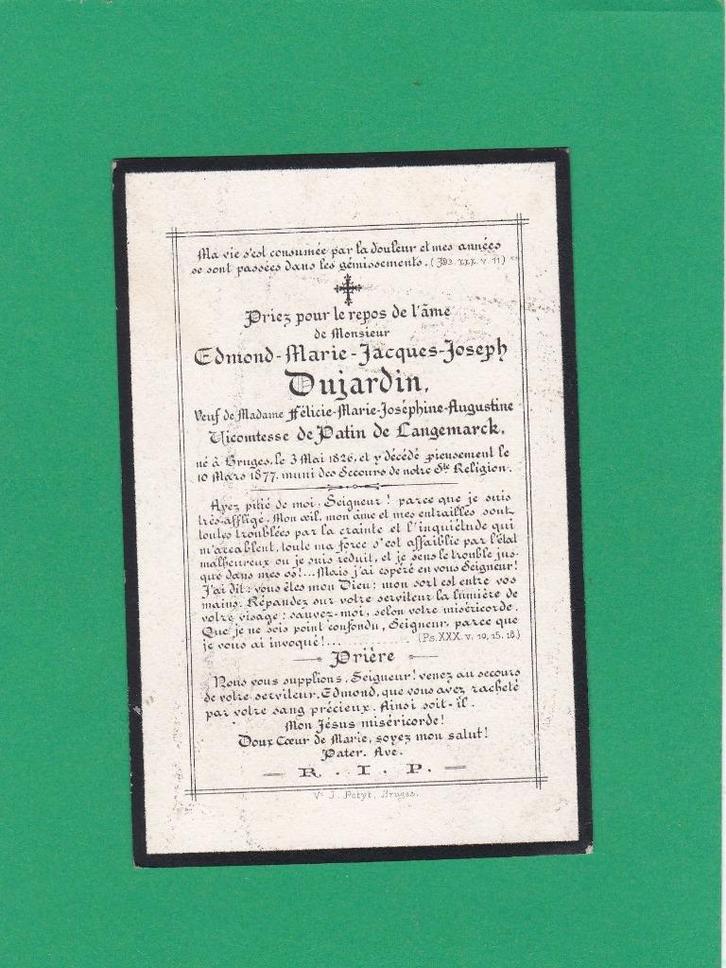 Ma vie s'est consumée par la douleur et mes années
se sont passées dans les gémissements. (Ps. XXX. v. 11)
Priez pour le repos de l'âme
de Monsieur
Edmond-Marie-Jacques-Joseph
Dujardin,
Veuf de Madame Félicie-Marie-Joséphine-Augustine
Vicomtesse de Patin de Langemarck,
né à Bruges, le 3 Mai 1826, et y décédé pieusement le
10 Mars 1877, muni des Secours de notre Ste Religion.
Ayez pitié de moi, Seigneur! parce que je suis
très-affligé. Mon œil, mon âme et mes entrailles sont
toutes troublées par la crainte et l'inquiétude qui
m'accablent, toute ma force s'est affaiblie par l'état
malheureux ou je suis réduit, et je sens le trouble jus-
que dans mes os!... Mais j'ai espéré en vous Seigneur!
J'ai dit: vous êles mon Dieu; mon sort est entre vos
mains. Répandez sur votre serviteur la lumière de
votre visage; sauvez-moi, selon votre miséricorde.
Que je ne sois point confondu, Seigneur, parce que
je vous ai invoqué!... (Ps. XXX. v. 10, 15, 18.)
Prière
Nous vous supplions, Seigneur! venez au secours
de votre serviteur, Edmond, que vous avez racheté
par votre sang précieux. Ainsi soit-il.
Mon Jésus miséricorde!
Doux Cœur de Marie, soyez mon salut!
Pater. Ave.
— R. I. P. —
Ve J. Petyt, Bruges.